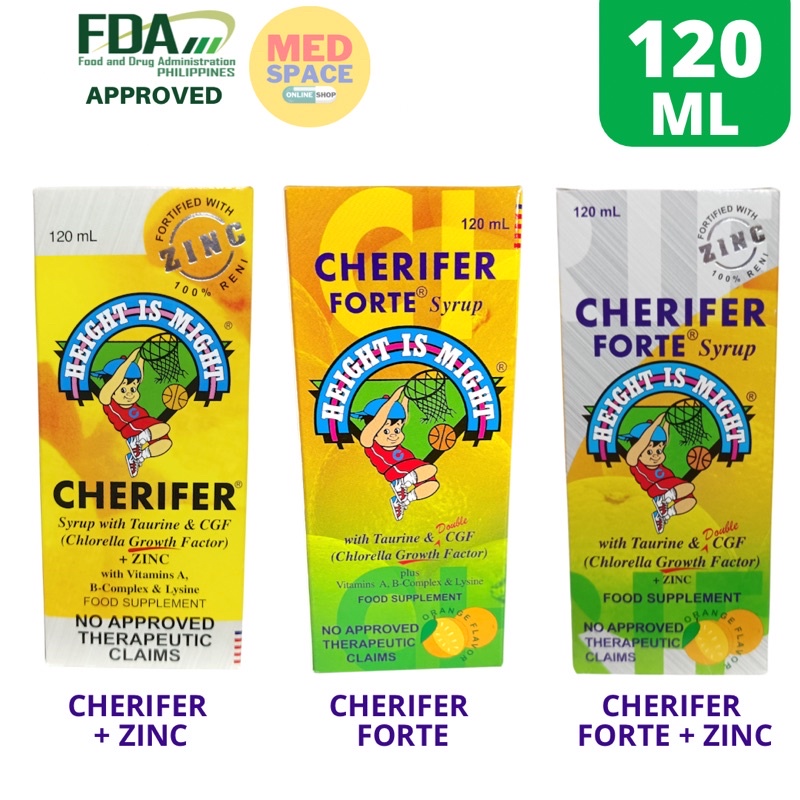 FDA
Food and Drug Administration
PHILIPPINES
APPROVED
MED
SPACE
ONLINE SHOP
120
ML
120 mL
FORTIFIED WITH
ZINC
100% RENI
HEIGHT IS MIGHT®
CHERIFER®
Syrup with Taurine & CGF
(Chlorella Growth Factor)
+ ZINC
with Vitamins A,
B-Complex & Lysine
FOOD SUPPLEMENT
NO APPROVED
THERAPEUTIC
CLAIMS
CHERIFER
+ ZINC
120 mL
CHERIFER
FORTE® Syrup
HEIGHT IS MIGHT®
with Taurine & Double CGF
(Chlorella Growth Factor)
plus
Vitamins A, B-Complex & Lysine
FOOD SUPPLEMENT
NO APPROVED
THERAPEUTIC
CLAIMS
ORANGE FLAVOR
CHERIFER
FORTE
120 mL
FORTIFIED WITH
ZINC
100% RENI
CHERIFER
FORTE® Syrup
HEIGHT IS MIGHT®
with Taurine & Double CGF
(Chlorella Growth Factor)
+ ZINC
FOOD SUPPLEMENT
NO APPROVED
THERAPEUTIC
CLAIMS
ORANGE FLAVOR
CHERIFER
FORTE + ZINC